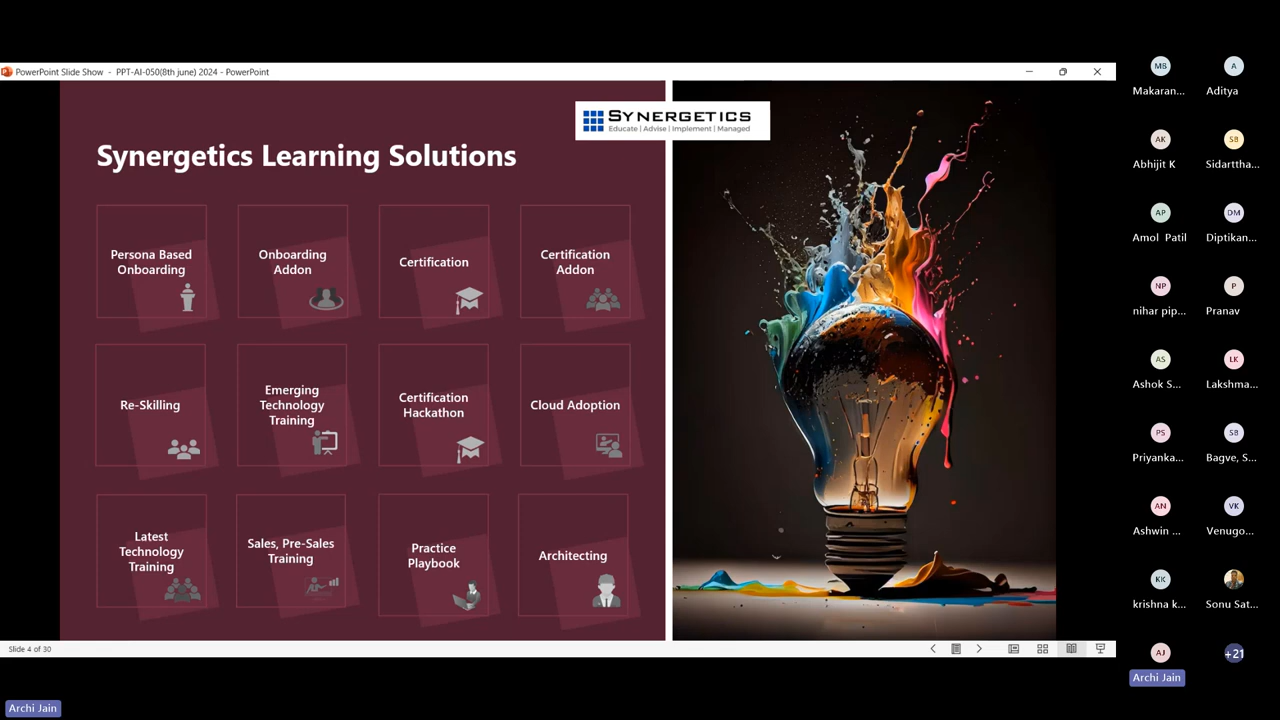 PowerPoint Slide Show - PPT-AI-050(8th june) 2024 - PowerPoint
SYNERGETICS
Educate | Advise | Implement | Managed
Synergetics Learning Solutions
Persona Based
Onboarding
Onboarding
Addon
Certification
Certification
Addon
Re-Skilling
Emerging
Technology
Training
Certification
Hackathon
Cloud Adoption
Latest
Technology
Training
Sales, Pre-Sales
Training
Practice
Playbook
Architecting
Slide 4 of 30
Archi Jain
MB
Makaran...
A
Aditya
AK
Abhijit K
SB
Sidarttha...
AP
Amol Patil
DM
Diptikan...
NP
nihar pip...
P
Pranav
AS
Ashok S...
LK
Lakshma...
PS
Priyanka...
SB
Bagve, S...
AN
Ashwin ...
VK
Venugo...
KK
krishna k...
Sonu Sat...
AJ
Archi Jain
+21